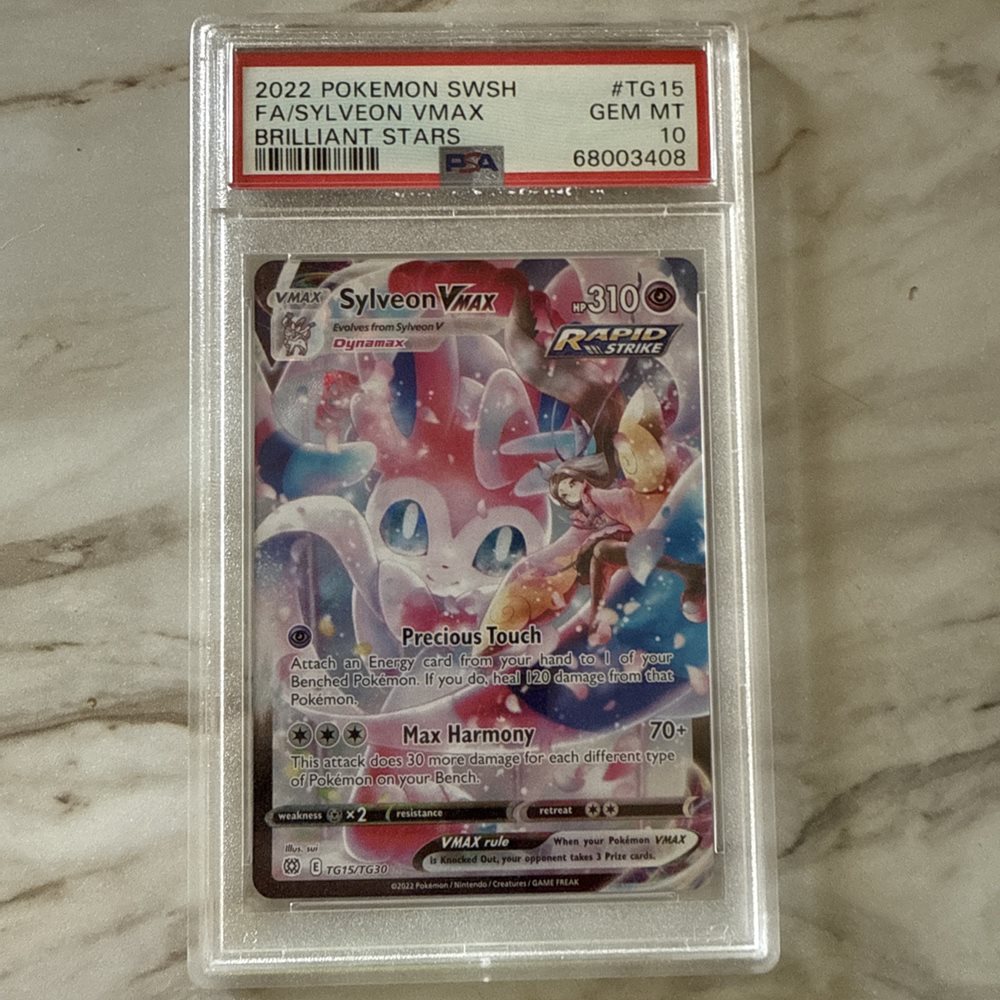 2022 POKEMON SWSH #TG15
FA/SYLVEON VMAX GEM MT
BRILLIANT STARS 10
PSA 68003408
VMAX Sylveon VMAX HP 310
Evolves from Sylveon V
Dynamax
RAPID
STRIKE
Precious Touch
Attach an Energy card from your hand to 1 of your
Benched Pokémon. If you do, heal 120 damage from that
Pokémon.
Max Harmony 70+
This attack does 30 more damage for each different type
of Pokémon on your Bench.
weakness ×2 resistance retreat
Illus. sui
VMAX rule When your Pokémon VMAX
is Knocked Out, your opponent takes 3 Prize cards.
E TG15/TG30
©2022 Pokémon / Nintendo / Creatures / GAME FREAK